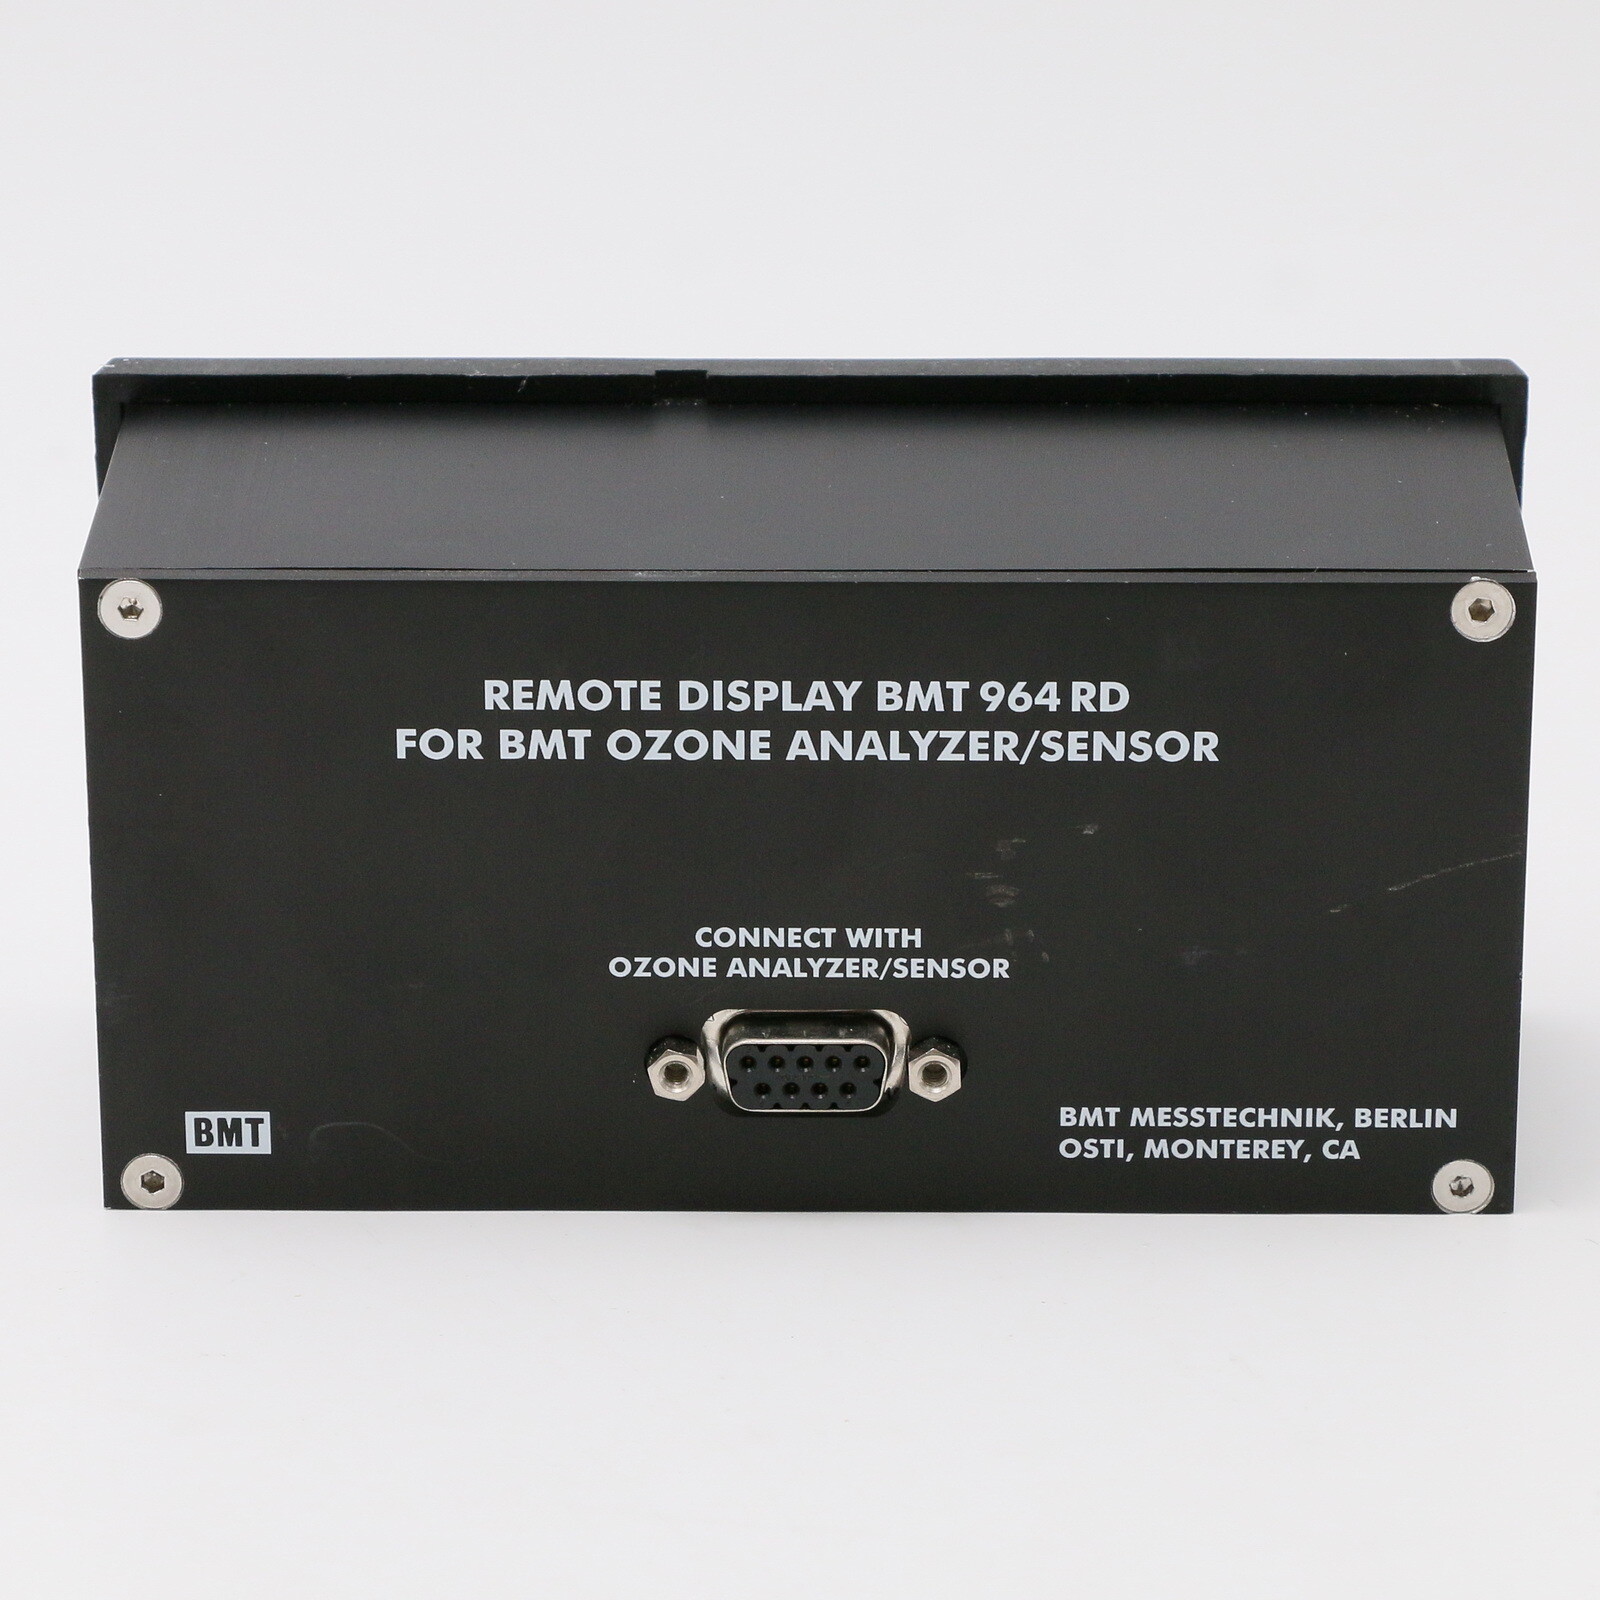 REMOTE DISPLAY BMT 964 RD
FOR BMT OZONE ANALYZER/SENSOR
CONNECT WITH
OZONE ANALYZER/SENSOR
BMT
BMT MESSTECHNIK, BERLIN
OSTI, MONTEREY, CA